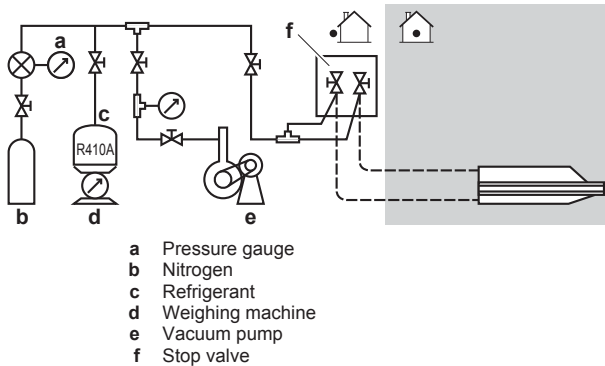 a
f
c
R410A
b
d
e
a Pressure gauge
b Nitrogen
c Refrigerant
d Weighing machine
e Vacuum pump
f Stop valve